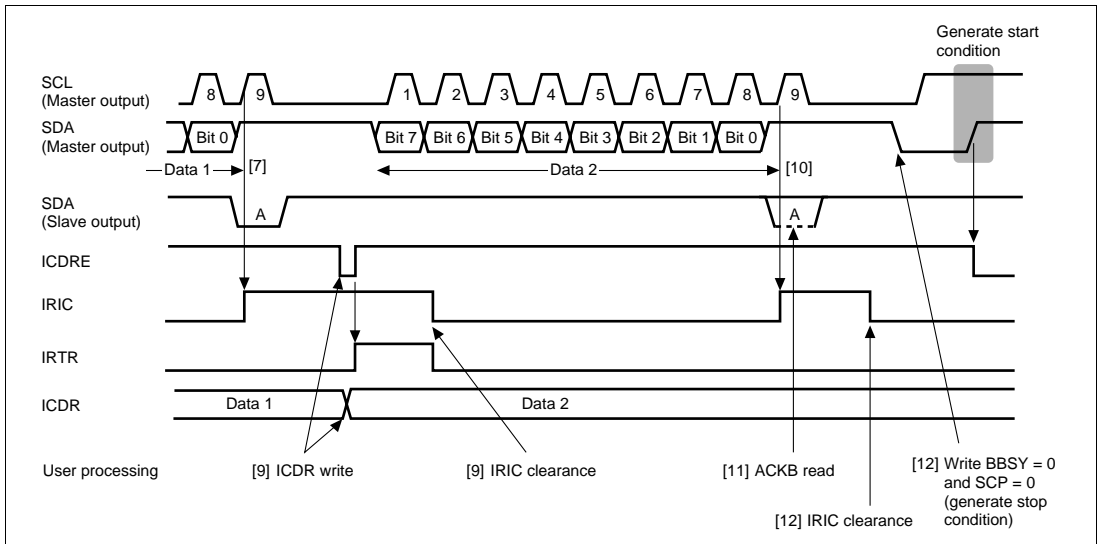 Generate start
condition
SCL
(Master output)
8 9 1 2 3 4 5 6 7 8 9
SDA
(Master output)
Bit 0 Bit 7 Bit 6 Bit 5 Bit 4 Bit 3 Bit 2 Bit 1 Bit 0
Data 1 [7] Data 2 [10]
SDA
(Slave output)
A A
ICDRE
IRIC
IRTR
ICDR
Data 1 Data 2
User processing
[9] ICDR write
[9] IRIC clearance
[11] ACKB read
[12] Write BBSY = 0
and SCP = 0
(generate stop
condition)
[12] IRIC clearance